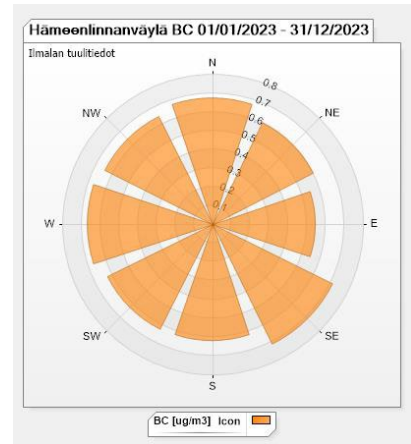 Hämeenlinnanväylä BC 01/01/2023 - 31/12/2023
Ilmalan tuulitiedot
N
0.8
0.7
NW
NE
0.6
0.5
0.4
0.3
0.2
0.1
W
E
SW
SE
S
BC [ug/m3] Icon